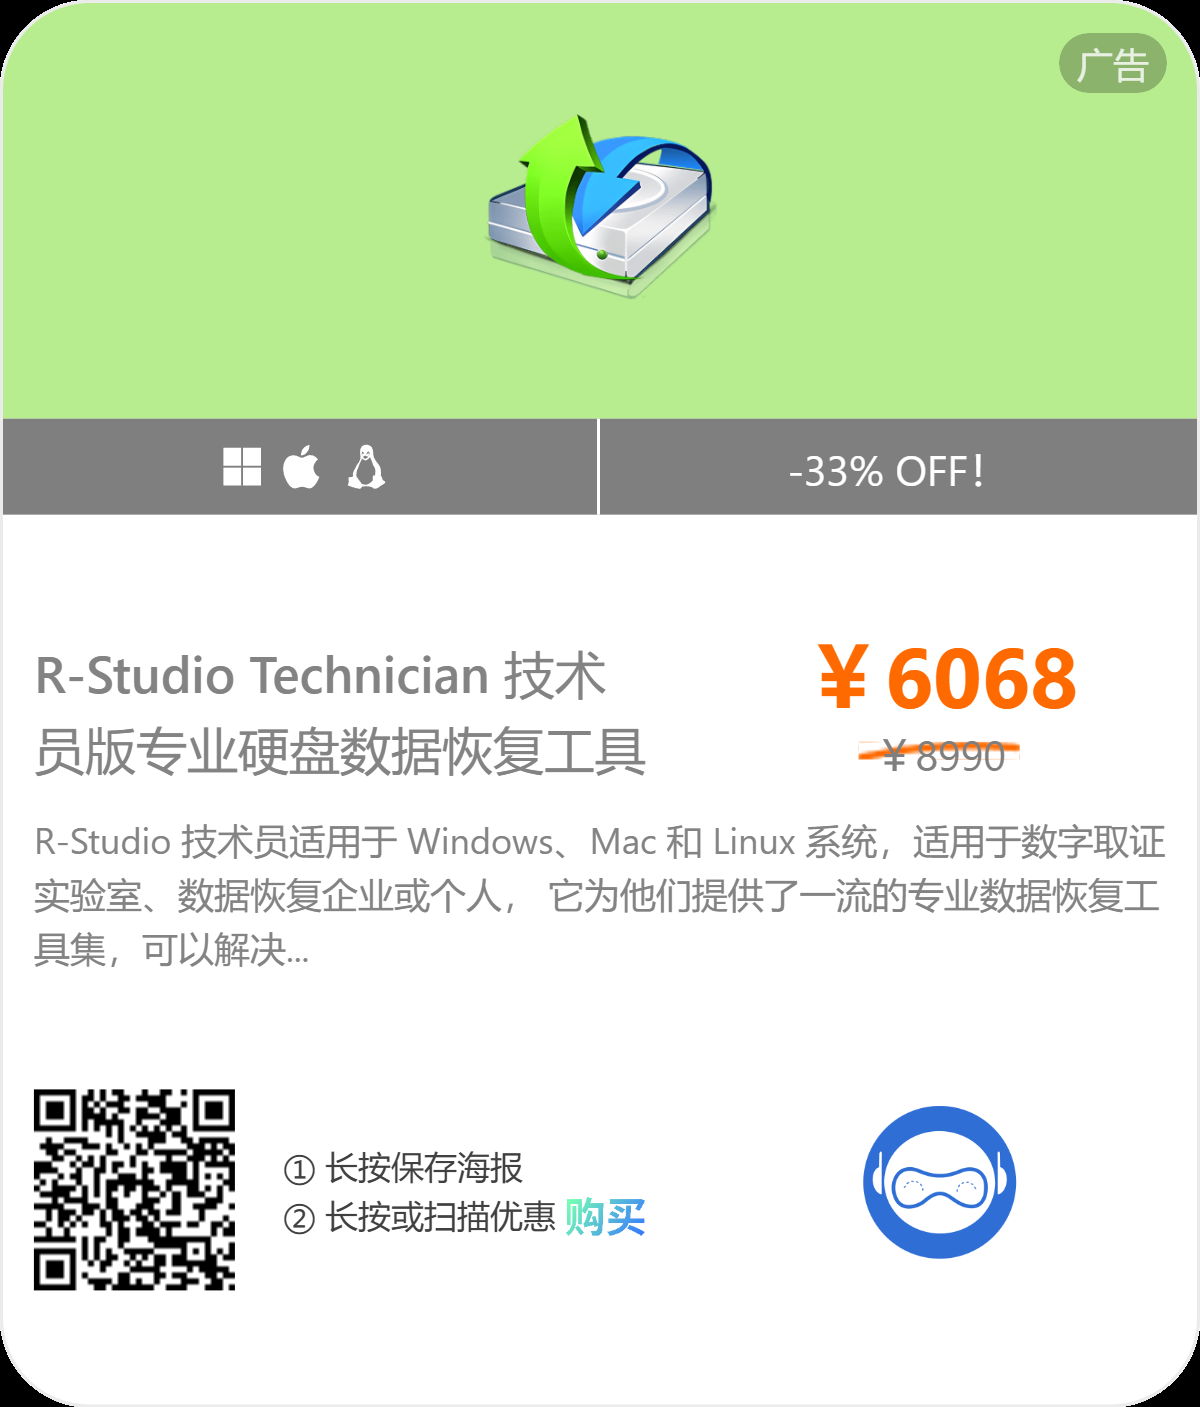 广告
-33% OFF!
R-Studio Technician 技术
员版专业硬盘数据恢复工具
¥6068
¥8990
R-Studio 技术员适用于 Windows、Mac 和 Linux 系统，适用于数字取证
实验室、数据恢复企业或个人， 它为他们提供了一流的专业数据恢复工
具集，可以解决...
① 长按保存海报
② 长按或扫描优惠 购买